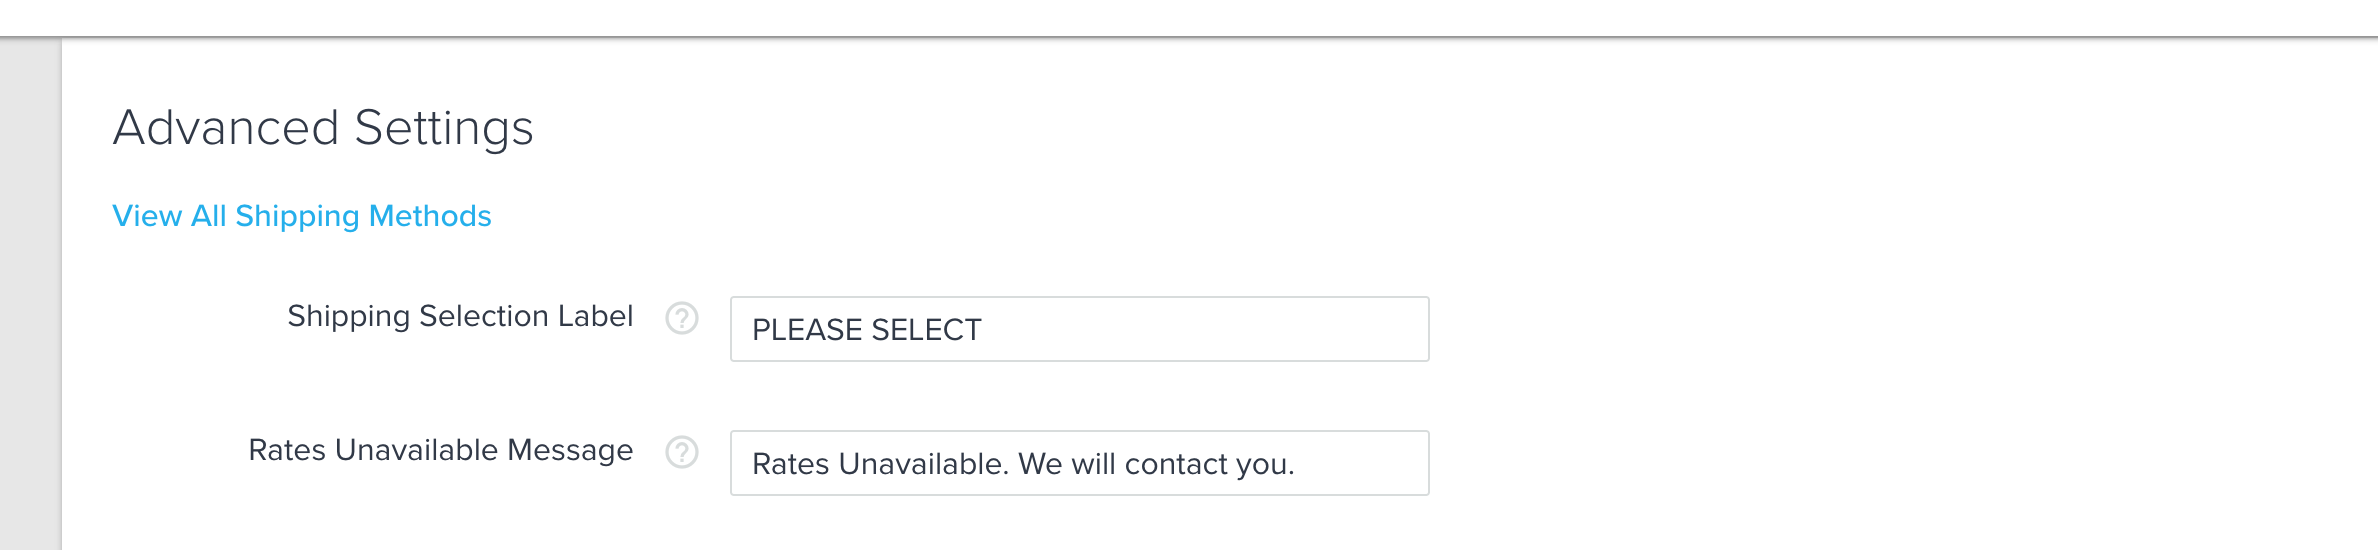 Advanced Settings
View All Shipping Methods
Shipping Selection Label ? PLEASE SELECT
Rates Unavailable Message ? Rates Unavailable. We will contact you.